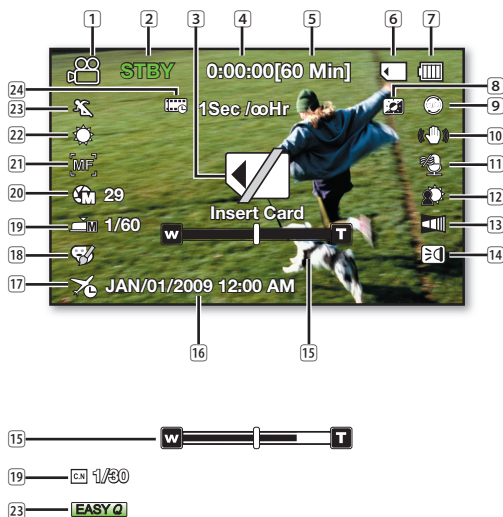 1 2 3 4 5 6 7
STBY 0:00:00[60 Min]
24 8
1Sec /∞Hr
23 9
22 10
21 [MF] 11
20 M 29 12
Insert Card
19 M 1/60 13
W T
18 14
17 JAN/01/2009 12:00 AM
16 15
15 W T
19 C.N 1/30
23 EASY Q